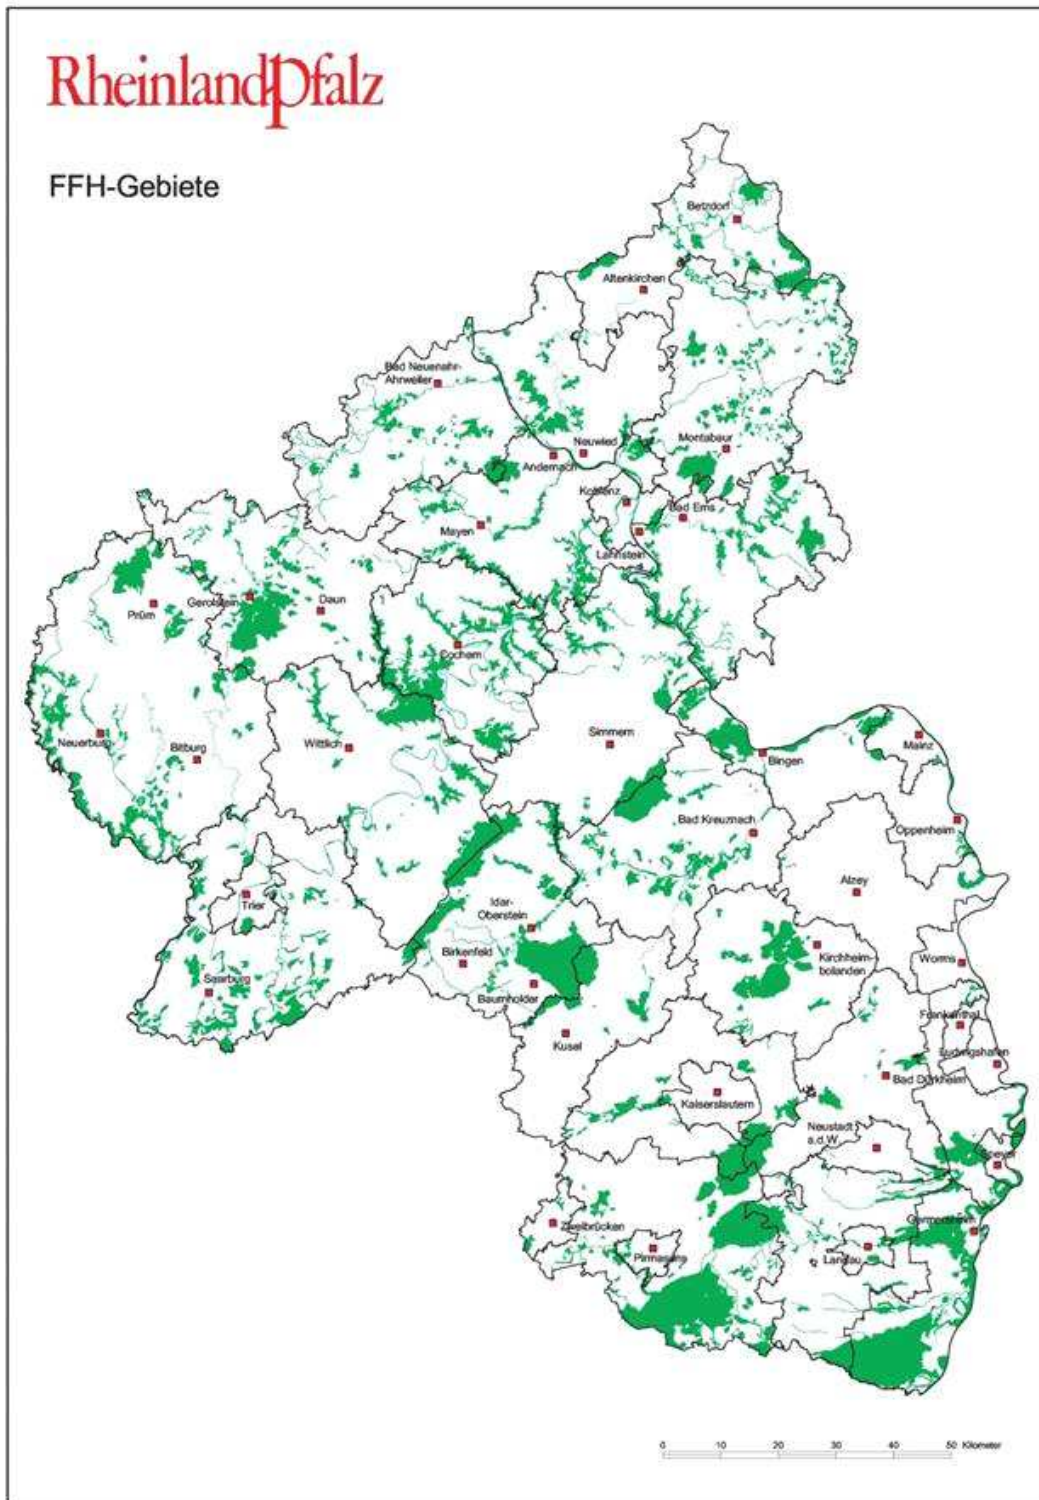 RheinlandPfalz
FFH-Gebiete
Betzdorf
Altenkirchen
Bad Neuenahr-
Ahrweiler
Montabaur
Neuwied
Andernach
Koblenz
Bad Ems
Mayen
Lahnstein
Gerolstein
Daun
Prüm
Cochem
Simmern
Mainz
Neuerburg
Bitburg
Wittlich
Bingen
Bad Kreuznach
Oppenheim
Alzey
Trier
Idar-
Oberstein
Birkenfeld
Kirchheim-
bolanden
Worms
Saarburg
Baumholder
Frankenthal
Kusel
Ludwigshafen
Bad Dürkheim
Kaiserslautern
Neustadt
a.d.W.
Speyer
Zweibrücken
Germersheim
Pirmasens
Landau
0 10 20 30 40 50 Kilometer